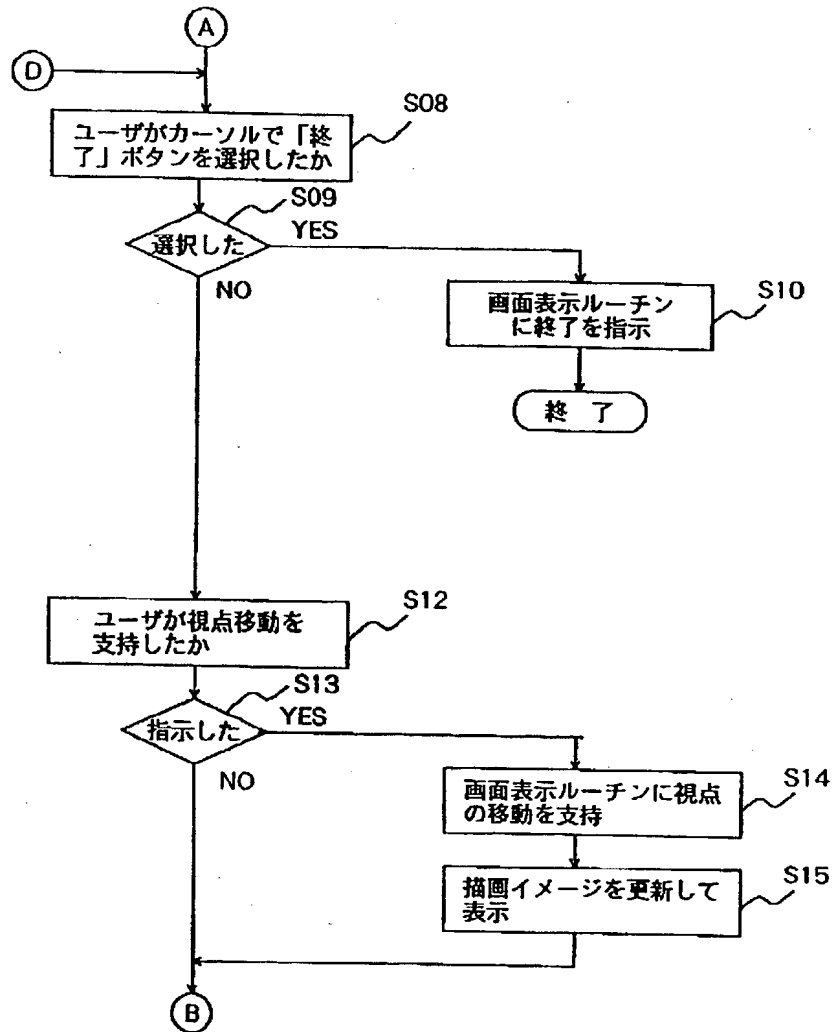 A
D
S08
ユーザがカーソルで「終
了」ボタンを選択したか
S09
選択した
YES
NO
S10
画面表示ルーチン
に終了を指示
終 了
S12
ユーザが視点移動を
支持したか
S13
指示した
YES
NO
S14
画面表示ルーチンに視点
の移動を支持
S15
描画イメージを更新して
表示
B